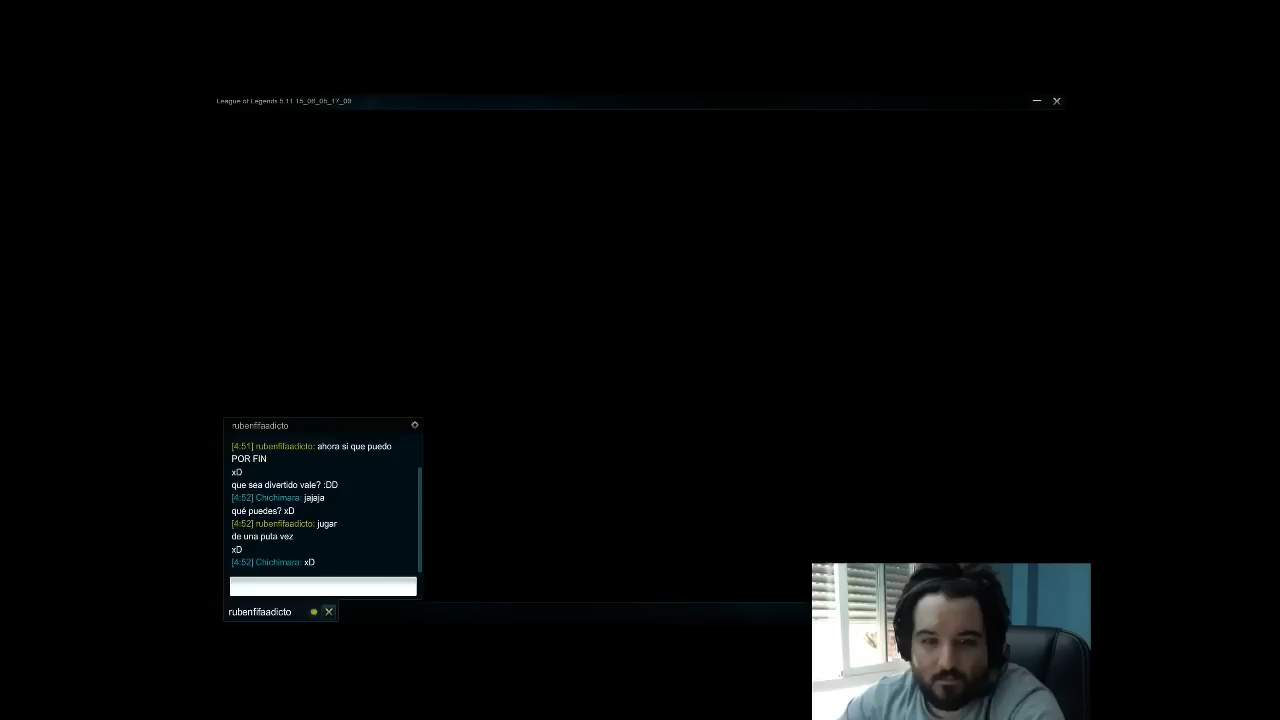 League of Legends 5.11.15_06_05_17_09
rubenfifaadicto
[4:51] rubenfifaadicto: ahora si que puedo
POR FIN
xD
que sea divertido vale? :DD
[4:52] Chichimara: jajaja
qué puedes? xD
[4:52] rubenfifaadicto: jugar
de una puta vez
xD
[4:52] Chichimara: xD
rubenfifaadicto